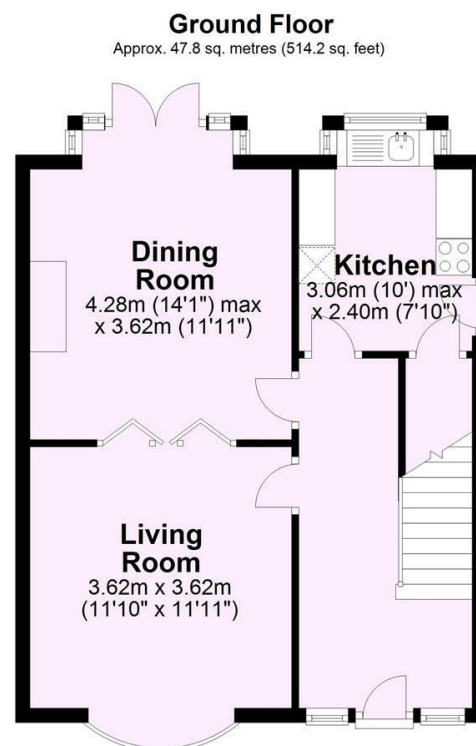 Ground Floor
Approx. 47.8 sq. metres (514.2 sq. feet)
Dining
Room
4.28m (14'1") max
x 3.62m (11'11")
Kitchen
3.06m (10') max
x 2.40m (7'10")
Living
Room
3.62m x 3.62m
(11'10" x 11'11")